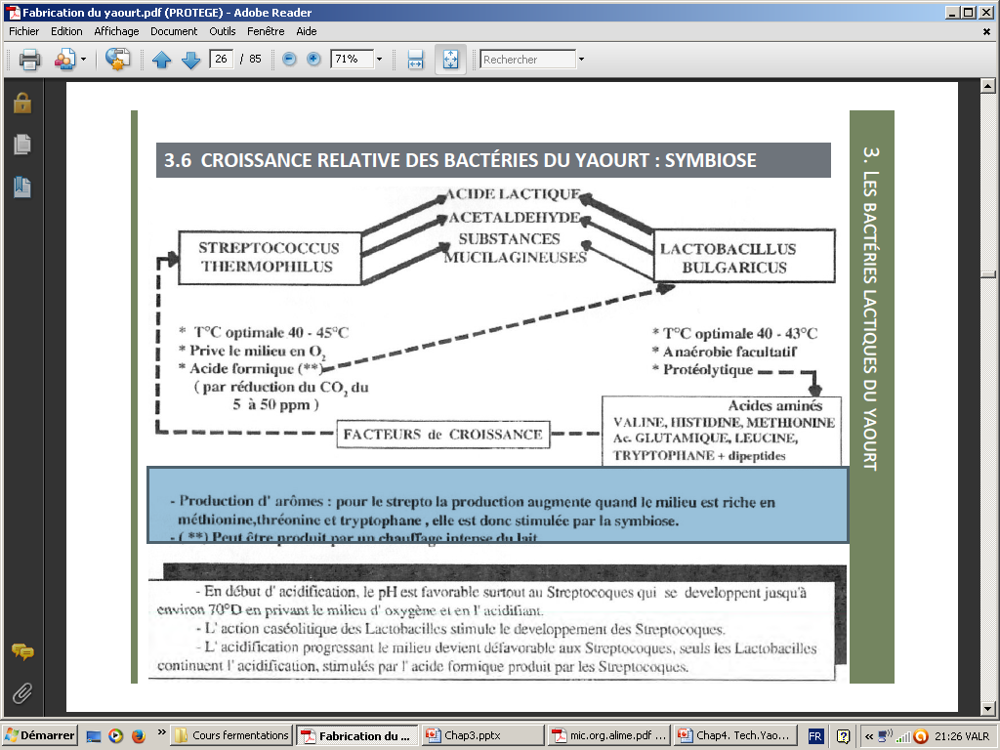 Fabrication du yaourt.pdf (PROTEGE) - Adobe Reader
Fichier Edition Affichage Document Outils Fenêtre Aide
26 / 85 71% Rechercher
3.6 CROISSANCE RELATIVE DES BACTÉRIES DU YAOURT : SYMBIOSE
3. LES BACTÉRIES LACTIQUES DU YAOURT
ACIDE LACTIQUE
ACETALDEHYDE
SUBSTANCES
MUCILAGINEUSES
STREPTOCOCCUS
THERMOPHILUS
LACTOBACILLUS
BULGARICUS
* T°C optimale 40 - 45°C
* Prive le milieu en O2
* Acide formique (**)
( par réduction du CO2 du
5 à 50 ppm )
* T°C optimale 40 - 43°C
* Anaérobie facultatif
* Protéolytique
FACTEURS de CROISSANCE
Acides aminés
VALINE, HISTIDINE, METHIONINE
Ac. GLUTAMIQUE, LEUCINE,
TRYPTOPHANE + dipeptides
- Production d' arômes : pour le strepto la production augmente quand le milieu est riche en
méthionine,thréonine et tryptophane , elle est donc stimulée par la symbiose.
- ( **) Peut être produit par un chauffage intense du lait
- En début d' acidification, le pH est favorable surtout au Streptocoques qui se developpent jusqu'à
environ 70°D en privant le milieu d' oxygène et en l' acidifiant.
- L' action caséolitique des Lactobacilles stimule le developpement des Streptocoques.
- L' acidification progressant le milieu devient défavorable aux Streptocoques, seuls les Lactobacilles
continuent l' acidification, stimulés par l' acide formique produit par les Streptocoques.
Démarrer » Cours fermentations Fabrication du ... Chap3.pptx mic.org.alime.pdf ... Chap4. Tech.Yao... FR « 21:26 VALR